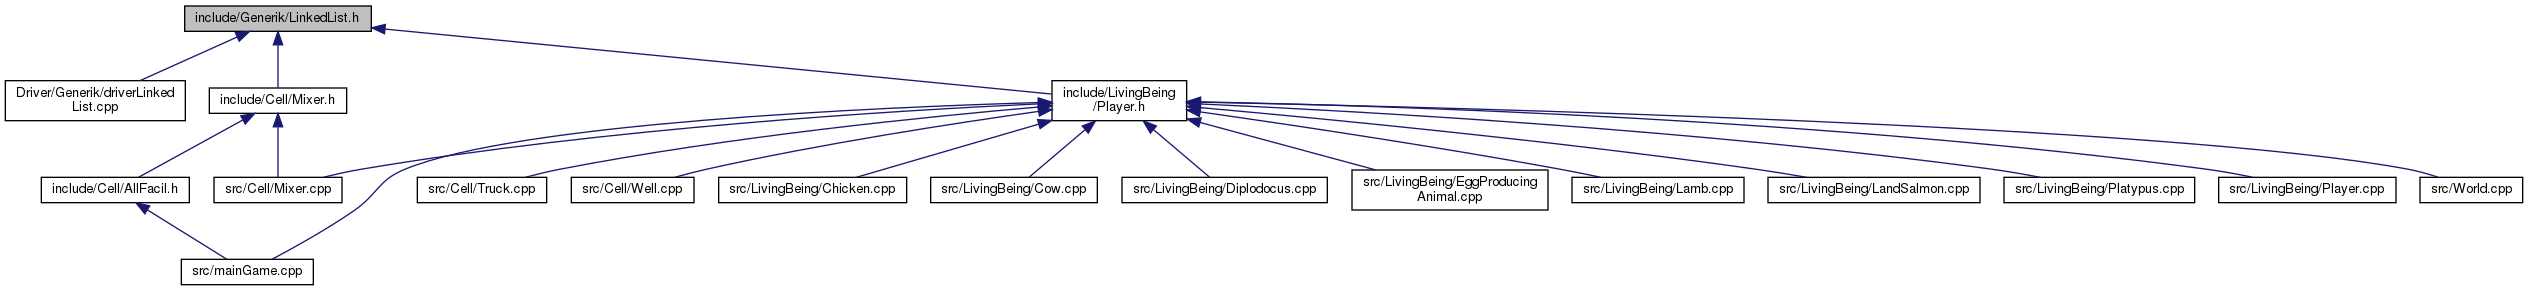 include/Generik/LinkedList.h
Driver/Generik/driverLinked
List.cpp
include/Cell/Mixer.h
include/LivingBeing
/Player.h
include/Cell/AllFacil.h
src/Cell/Mixer.cpp
src/Cell/Truck.cpp
src/Cell/Well.cpp
src/LivingBeing/Chicken.cpp
src/LivingBeing/Cow.cpp
src/LivingBeing/Diplodocus.cpp
src/LivingBeing/EggProducing
Animal.cpp
src/LivingBeing/Lamb.cpp
src/LivingBeing/LandSalmon.cpp
src/LivingBeing/Platypus.cpp
src/LivingBeing/Player.cpp
src/World.cpp
src/mainGame.cpp